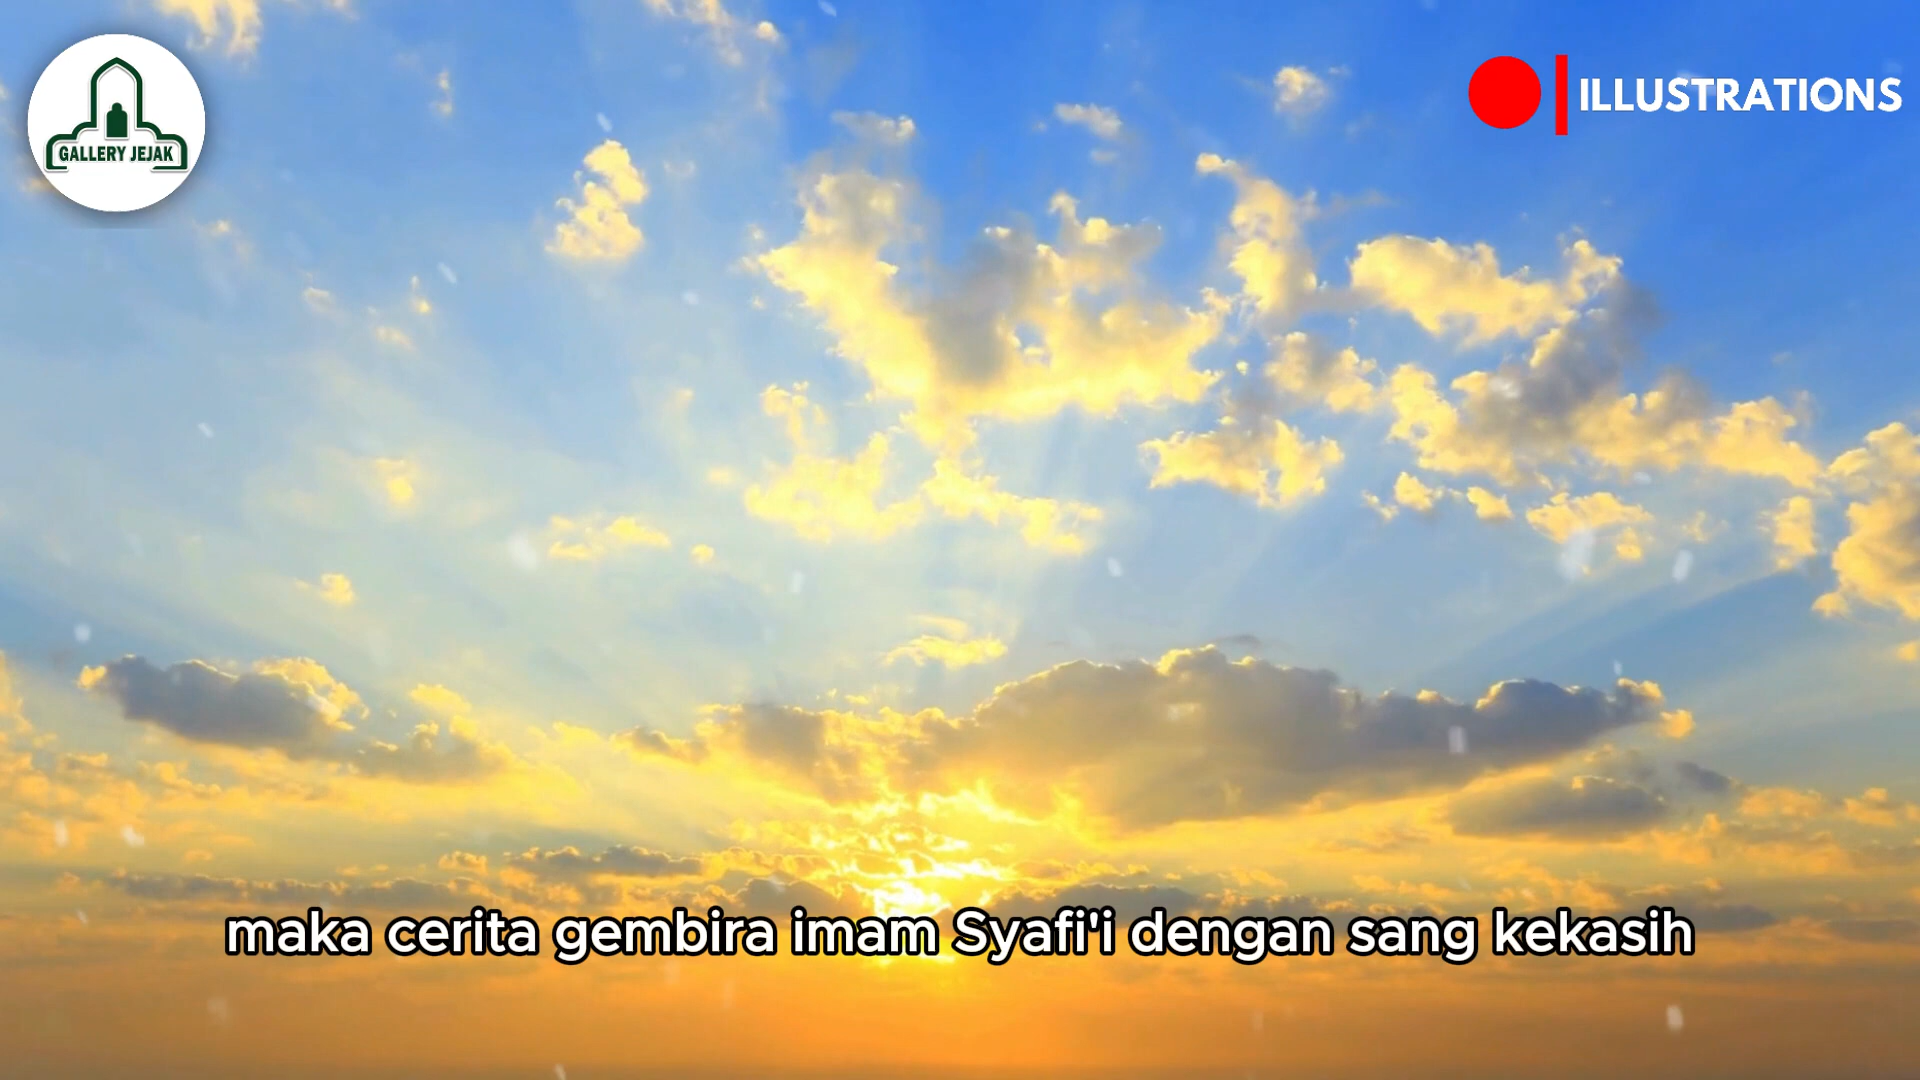 GALLERY JEJAK
ILLUSTRATIONS
maka cerita gembira imam Syafi'i dengan sang kekasih